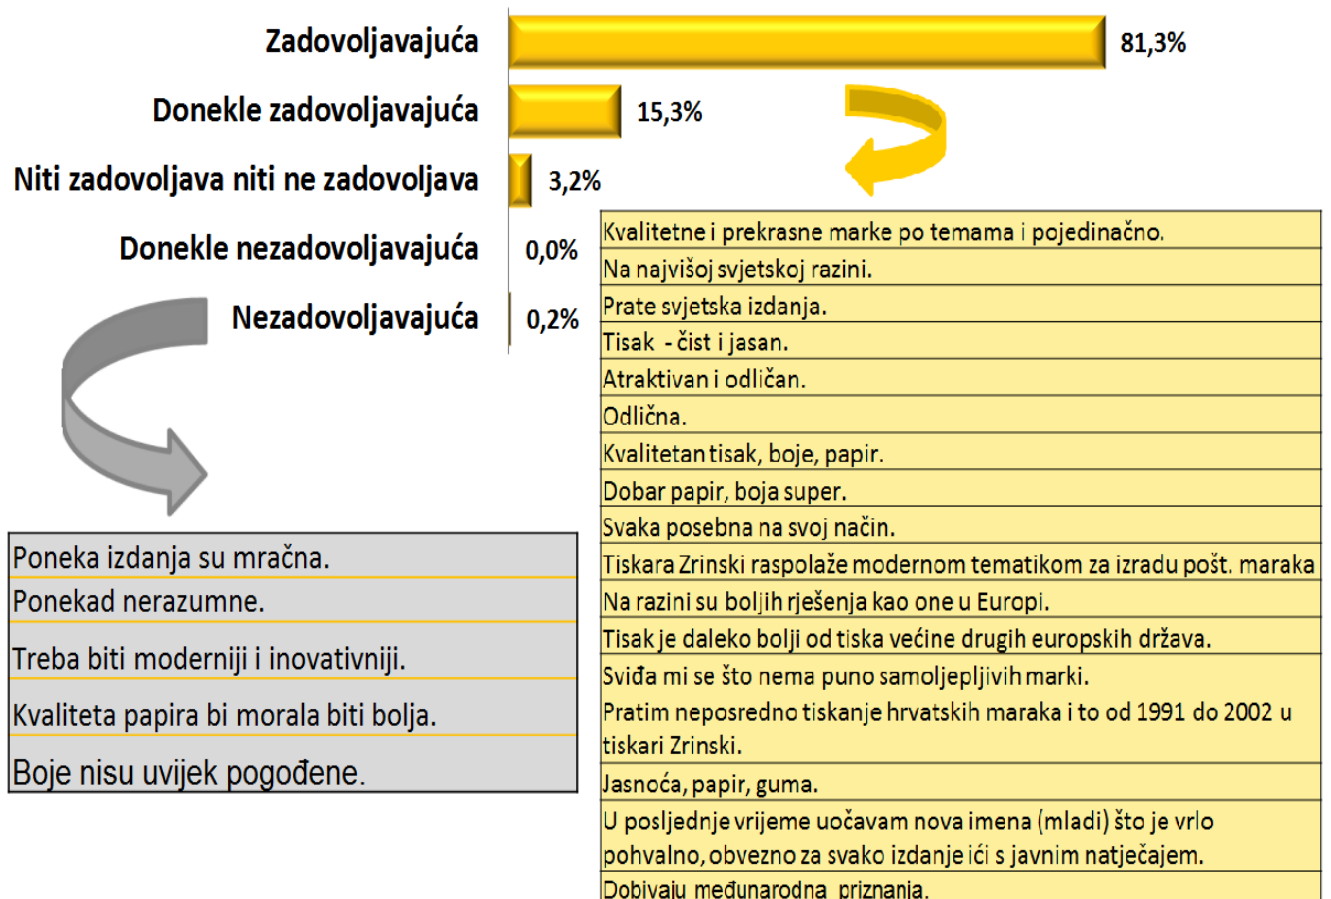 Zadovoljavajuća 81,3%
Donekle zadovoljavajuća 15,3%
Niti zadovoljava niti ne zadovoljava 3,2%
Donekle nezadovoljavajuća 0,0%
Nezadovoljavajuća 0,2%
Poneka izdanja su mračna.
Ponekad nerazumne.
Treba biti moderniji i inovativniji.
Kvaliteta papira bi morala biti bolja.
Boje nisu uvijek pogođene.
Kvalitetne i prekrasne marke po temama i pojedinačno.
Na najvišoj svjetskoj razini.
Prate svjetska izdanja.
Tisak - čist i jasan.
Atraktivan i odličan.
Odlična.
Kvalitetan tisak, boje, papir.
Dobar papir, boja super.
Svaka posebna na svoj način.
Tiskara Zrinski raspolaže modernom tematikom za izradu pošt. maraka
Na razini su boljih rješenja kao one u Europi.
Tisak je daleko bolji od tiska većine drugih europskih država.
Sviđa mi se što nema puno samoljepljivih marki.
Pratim neposredno tiskanje hrvatskih maraka i to od 1991 do 2002 u
tiskari Zrinski.
Jasnoća, papir, guma.
U posljednje vrijeme uočavam nova imena (mladi) što je vrlo
pohvalno, obvezno za svako izdanje ići s javnim natječajem.
Dobivaju međunarodna priznanja.